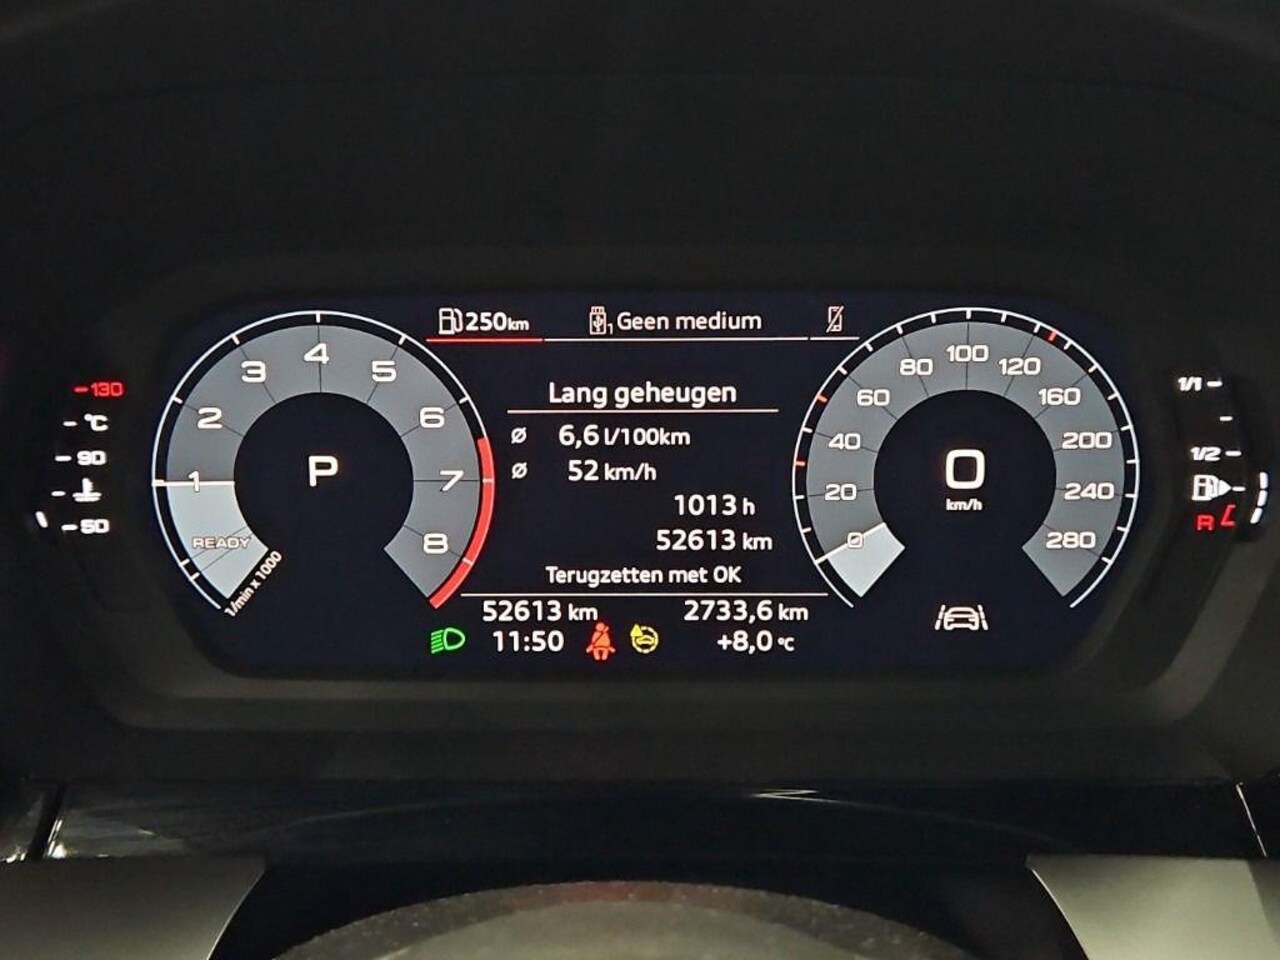 250km
1 Geen medium
Lang geheugen
Ø 6,6 l/100km
Ø 52 km/h
1013 h
52613 km
Terugzetten met OK
52613 km 2733,6 km
11:50 +8,0 °C
1 2 3 4 5 6 7 8
READY
1/min x 1000
P
0 20 40 60 80 100 120 160 200 240 280
0
km/h
130
°C
90
50
1/1
1/2
R